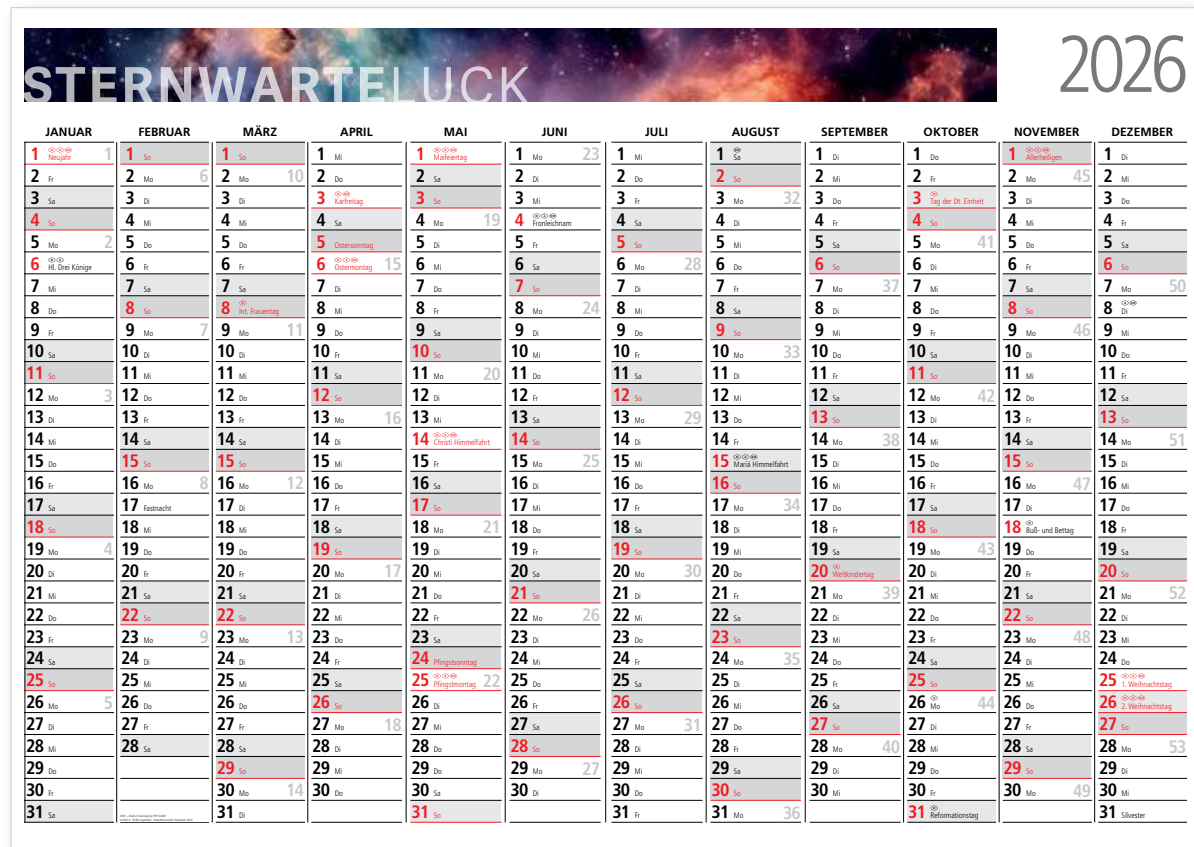 STERNWARTELUCK
2026
JANUAR
1 Neujahr 1
2 Fr
3 Sa
4 So
5 Mo 2
6 Hl. Drei Könige
7 Mi
8 Do
9 Fr
10 Sa
11 So
12 Mo 3
13 Di
14 Mi
15 Do
16 Fr
17 Sa
18 So
19 Mo 4
20 Di
21 Mi
22 Do
23 Fr
24 Sa
25 So
26 Mo 5
27 Di
28 Mi
29 Do
30 Fr
31 Sa
FEBRUAR
1 So
2 Mo 6
3 Di
4 Mi
5 Do
6 Fr
7 Sa
8 So
9 Mo 7
10 Di
11 Mi
12 Do
13 Fr
14 Sa
15 So
16 Mo 8
17 Fastnacht
18 Mi
19 Do
20 Fr
21 Sa
22 So
23 Mo 9
24 Di
25 Mi
26 Do
27 Fr
28 Sa
MÄRZ
1 So
2 Mo 10
3 Di
4 Mi
5 Do
6 Fr
7 Sa
8 Int. Frauentag
9 Mo 11
10 Di
11 Mi
12 Do
13 Fr
14 Sa
15 So
16 Mo 12
17 Di
18 Mi
19 Do
20 Fr
21 Sa
22 So
23 Mo 13
24 Di
25 Mi
26 Do
27 Fr
28 Sa
29 So
30 Mo 14
31 Di
APRIL
1 Mi
2 Do
3 Karfreitag
4 Sa
5 Ostersonntag
6 Ostermontag 15
7 Di
8 Mi
9 Do
10 Fr
11 Sa
12 So
13 Mo 16
14 Di
15 Mi
16 Do
17 Fr
18 Sa
19 So
20 Mo 17
21 Di
22 Mi
23 Do
24 Fr
25 Sa
26 So
27 Mo 18
28 Di
29 Mi
30 Do
MAI
1 Maifeiertag
2 Sa
3 So
4 Mo 19
5 Di
6 Mi
7 Do
8 Fr
9 Sa
10 So
11 Mo 20
12 Di
13 Mi
14 Christi Himmelfahrt
15 Fr
16 Sa
17 So
18 Mo 21
19 Di
20 Mi
21 Do
22 Fr
23 Sa
24 Pfingstsonntag
25 Pfingstmontag 22
26 Di
27 Mi
28 Do
29 Fr
30 Sa
31 So
JUNI
1 Mo 23
2 Di
3 Mi
4 Fronleichnam
5 Fr
6 Sa
7 So
8 Mo 24
9 Di
10 Mi
11 Do
12 Fr
13 Sa
14 So
15 Mo 25
16 Di
17 Mi
18 Do
19 Fr
20 Sa
21 So
22 Mo 26
23 Di
24 Mi
25 Do
26 Fr
27 Sa
28 So
29 Mo 27
30 Di
JULI
1 Mi
2 Do
3 Fr
4 Sa
5 So
6 Mo 28
7 Di
8 Mi
9 Do
10 Fr
11 Sa
12 So
13 Mo 29
14 Di
15 Mi
16 Do
17 Fr
18 Sa
19 So
20 Mo 30
21 Di
22 Mi
23 Do
24 Fr
25 Sa
26 So
27 Mo 31
28 Di
29 Mi
30 Do
31 Fr
AUGUST
1 Sa
2 So
3 Mo 32
4 Di
5 Mi
6 Do
7 Fr
8 Sa
9 So
10 Mo 33
11 Di
12 Mi
13 Do
14 Fr
15 Mariä Himmelfahrt
16 So
17 Mo 34
18 Di
19 Mi
20 Do
21 Fr
22 Sa
23 So
24 Mo 35
25 Di
26 Mi
27 Do
28 Fr
29 Sa
30 So
31 Mo 36
SEPTEMBER
1 Di
2 Mi
3 Do
4 Fr
5 Sa
6 So
7 Mo 37
8 Di
9 Mi
10 Do
11 Fr
12 Sa
13 So
14 Mo 38
15 Di
16 Mi
17 Do
18 Fr
19 Sa
20 Weltkindertag
21 Mo 39
22 Di
23 Mi
24 Do
25 Fr
26 Sa
27 So
28 Mo 40
29 Di
30 Mi
OKTOBER
1 Do
2 Fr
3 Tag der Dt. Einheit
4 So
5 Mo 41
6 Di
7 Mi
8 Do
9 Fr
10 Sa
11 So
12 Mo 42
13 Di
14 Mi
15 Do
16 Fr
17 Sa
18 So
19 Mo 43
20 Di
21 Mi
22 Do
23 Fr
24 Sa
25 So
26 Mo 44
27 Di
28 Mi
29 Do
30 Fr
31 Reformationstag
NOVEMBER
1 Allerheiligen
2 Mo 45
3 Di
4 Mi
5 Do
6 Fr
7 Sa
8 So
9 Mo 46
10 Di
11 Mi
12 Do
13 Fr
14 Sa
15 So
16 Mo 47
17 Di
18 Buß- und Bettag
19 Do
20 Fr
21 Sa
22 So
23 Mo 48
24 Di
25 Mi
26 Do
27 Fr
28 Sa
29 So
30 Mo 49
DEZEMBER
1 Di
2 Mi
3 Do
4 Fr
5 Sa
6 So
7 Mo 50
8 Di
9 Mi
10 Do
11 Fr
12 Sa
13 So
14 Mo 51
15 Di
16 Mi
17 Do
18 Fr
19 Sa
20 So
21 Mo 52
22 Di
23 Mi
24 Do
25 1. Weihnachtstag
26 2. Weihnachtstag
27 So
28 Mo 53
29 Di
30 Mi
31 Silvester